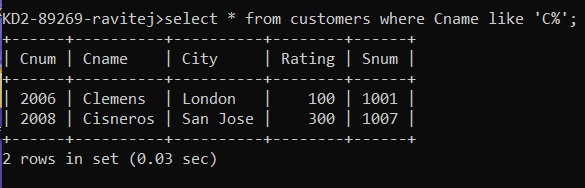 KD2-89269-ravitej>select * from customers where Cname like 'C%';
+------+----------+----------+--------+------+
| Cnum | Cname    | City     | Rating | Snum |
+------+----------+----------+--------+------+
| 2006 | Clemens  | London   |    100 | 1001 |
| 2008 | Cisneros | San Jose |    300 | 1007 |
+------+----------+----------+--------+------+
2 rows in set (0.03 sec)